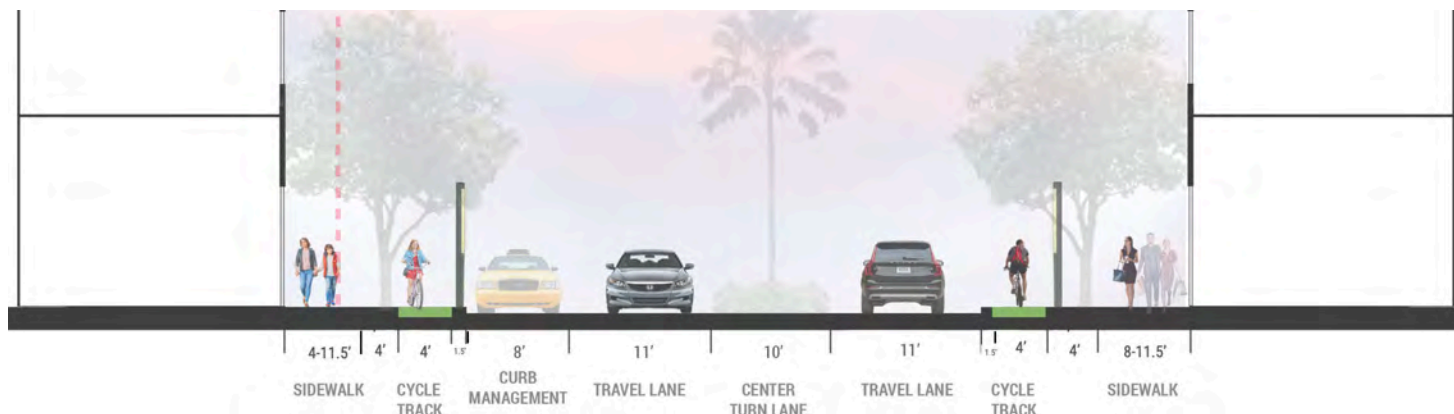 4-11.5' 4' 4' 1.5' 8' 11' 10' 11' 1.5' 4' 4' 8-11.5'
SIDEWALK
CYCLE
TRACK
CURB
MANAGEMENT
TRAVEL LANE
CENTER
TURN LANE
TRAVEL LANE
CYCLE
TRACK
SIDEWALK